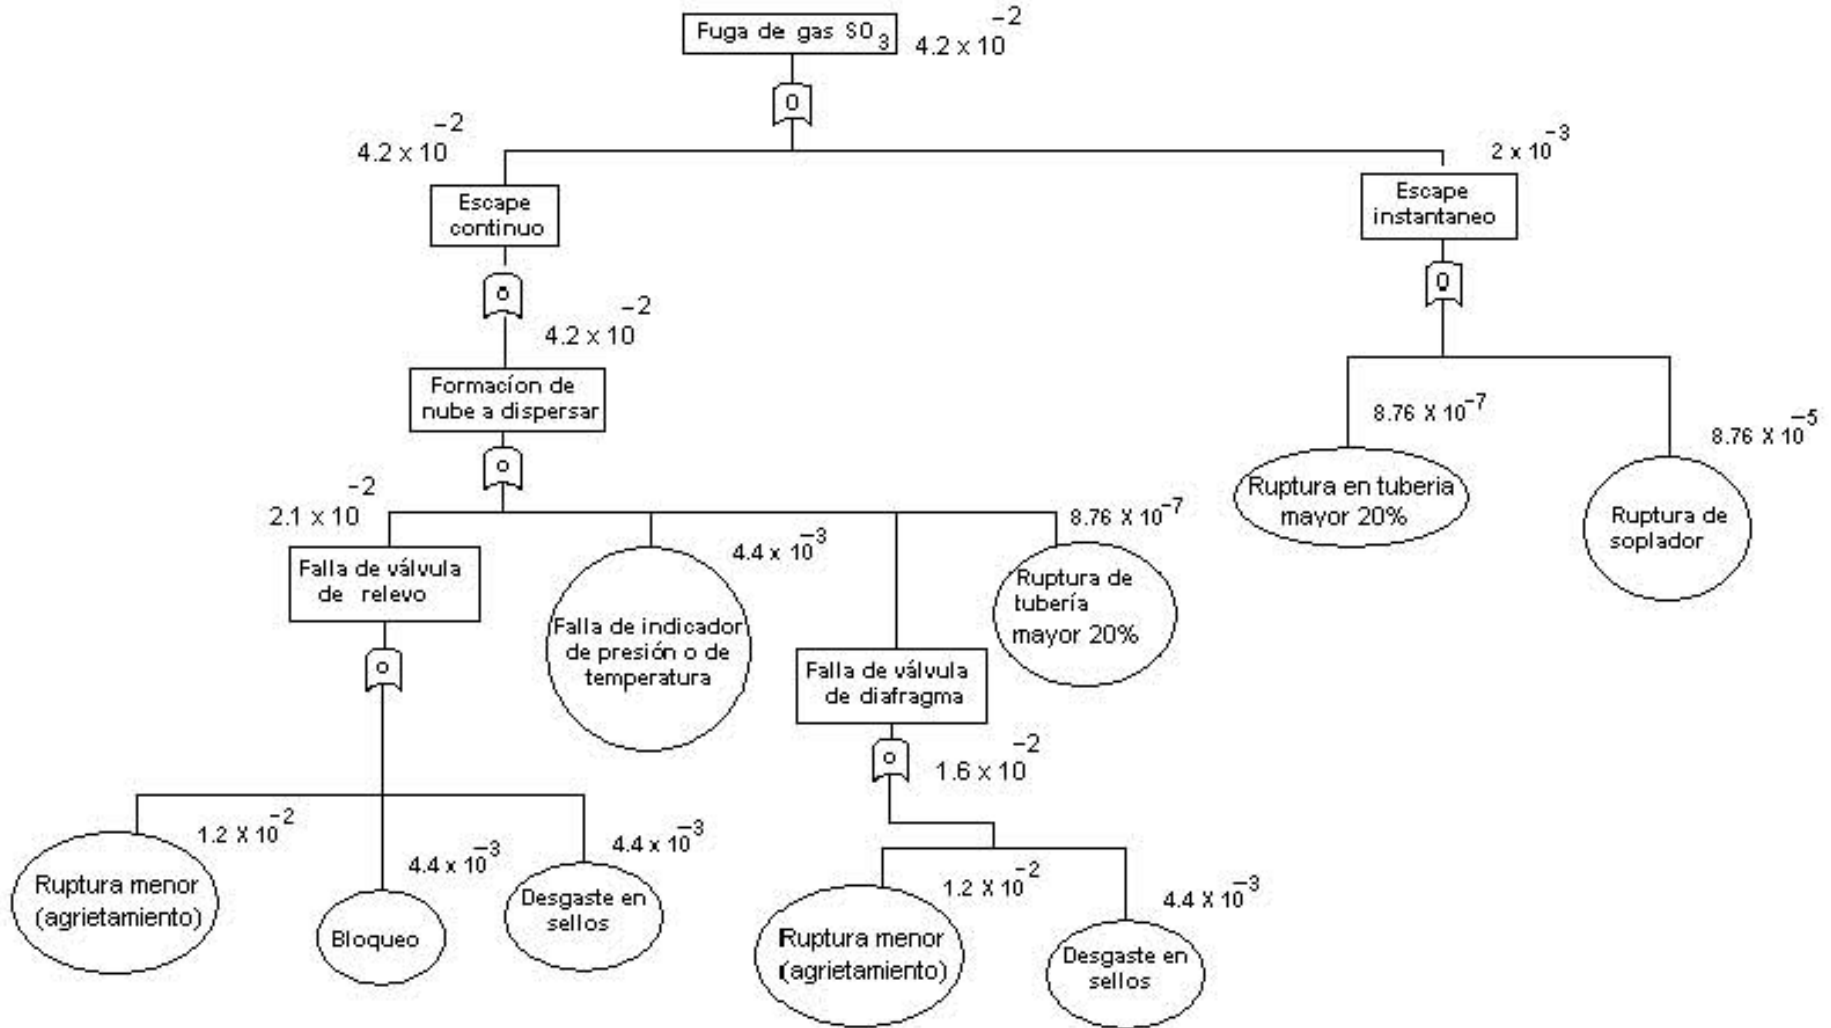 Fuga de gas SO₃
4.2 x 10⁻²
O
4.2 x 10⁻²
2 x 10⁻³
Escape
continuo
Escape
instantaneo
O
O
4.2 x 10⁻²
Formacíon de
nube a dispersar
8.76 X 10⁻⁷
8.76 X 10⁻⁵
O
Ruptura en tuberia
mayor 20%
Ruptura de
soplador
2.1 x 10⁻²
8.76 X 10⁻⁷
4.4 x 10⁻³
Falla de válvula
de relevo
Falla de indicador
de presión o de
temperatura
Ruptura de
tubería
mayor 20%
O
Falla de válvula
de diafragma
O
1.6 x 10⁻²
1.2 X 10⁻²
4.4 x 10⁻³
4.4 x 10⁻³
Ruptura menor
(agrietamiento)
Bloqueo
Desgaste en
sellos
1.2 X 10⁻²
4.4 X 10⁻³
Ruptura menor
(agrietamiento)
Desgaste en
sellos